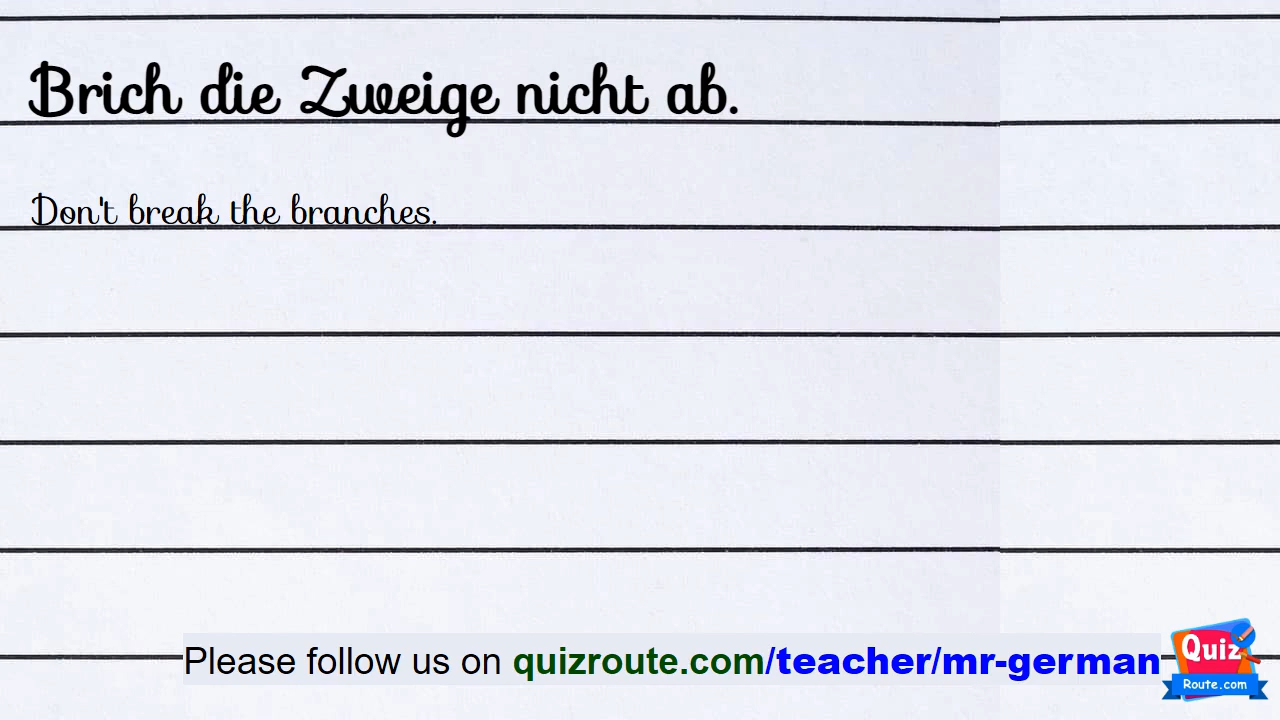 Brich die Zweige nicht ab.
Don't break the branches.
Please follow us on quizroute.com/teacher/mr-german
Quiz
Route.com